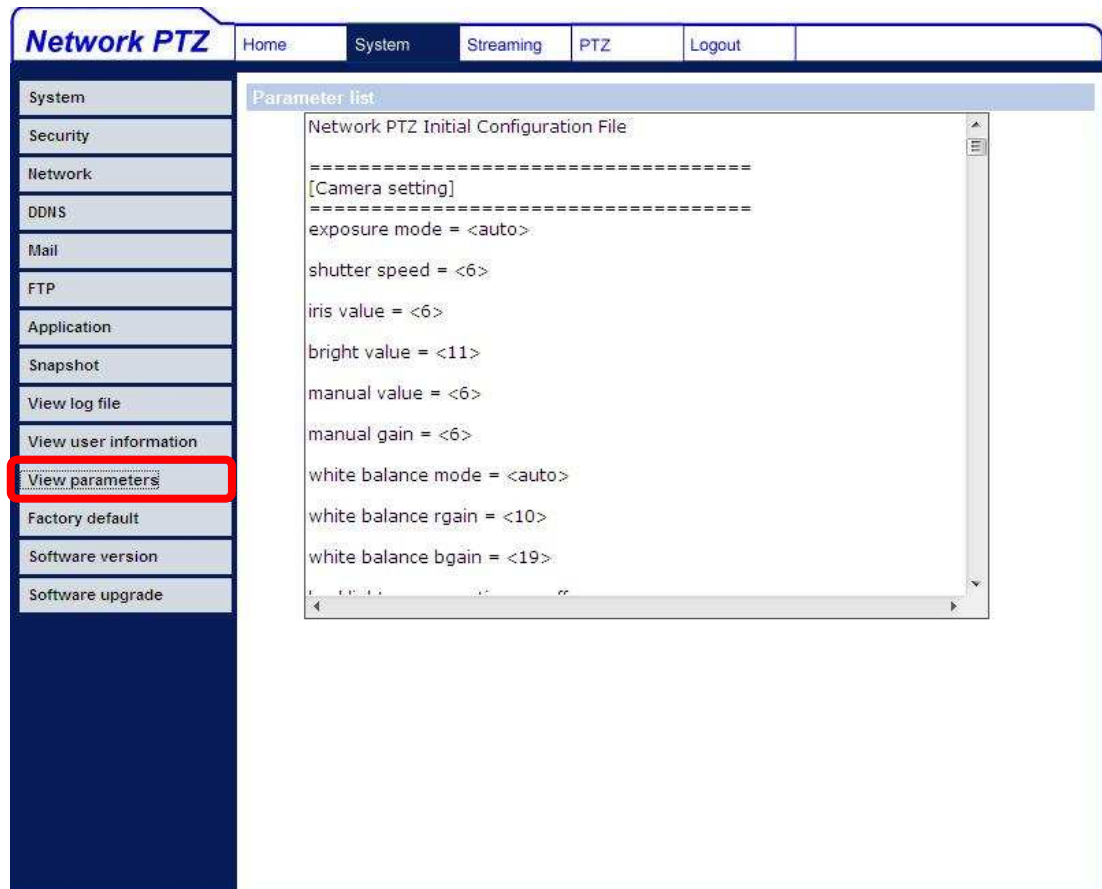 Network PTZ
Home System Streaming PTZ Logout
System
Security
Network
DDNS
Mail
FTP
Application
Snapshot
View log file
View user information
View parameters
Factory default
Software version
Software upgrade
Parameter list
Network PTZ Initial Configuration File
=====================================
[Camera setting]
=====================================
exposure mode = <auto>
shutter speed = <6>
iris value = <6>
bright value = <11>
manual value = <6>
manual gain = <6>
white balance mode = <auto>
white balance rgain = <10>
white balance bgain = <19>